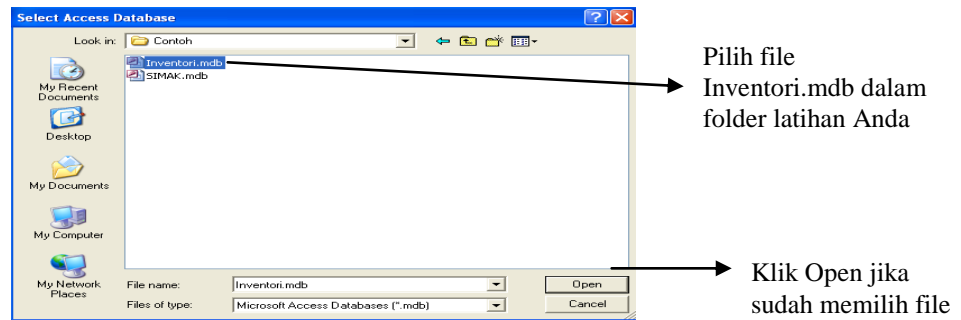 Select Access Database
Look in:
Contoh
Inventori.mdb
SIMAK.mdb
My Recent
Documents
Desktop
My Documents
My Computer
My Network
Places
File name:
Inventori.mdb
Open
Files of type:
Microsoft Access Databases (*.mdb)
Cancel
Pilih file
Inventori.mdb dalam
folder latihan Anda
Klik Open jika
sudah memilih file